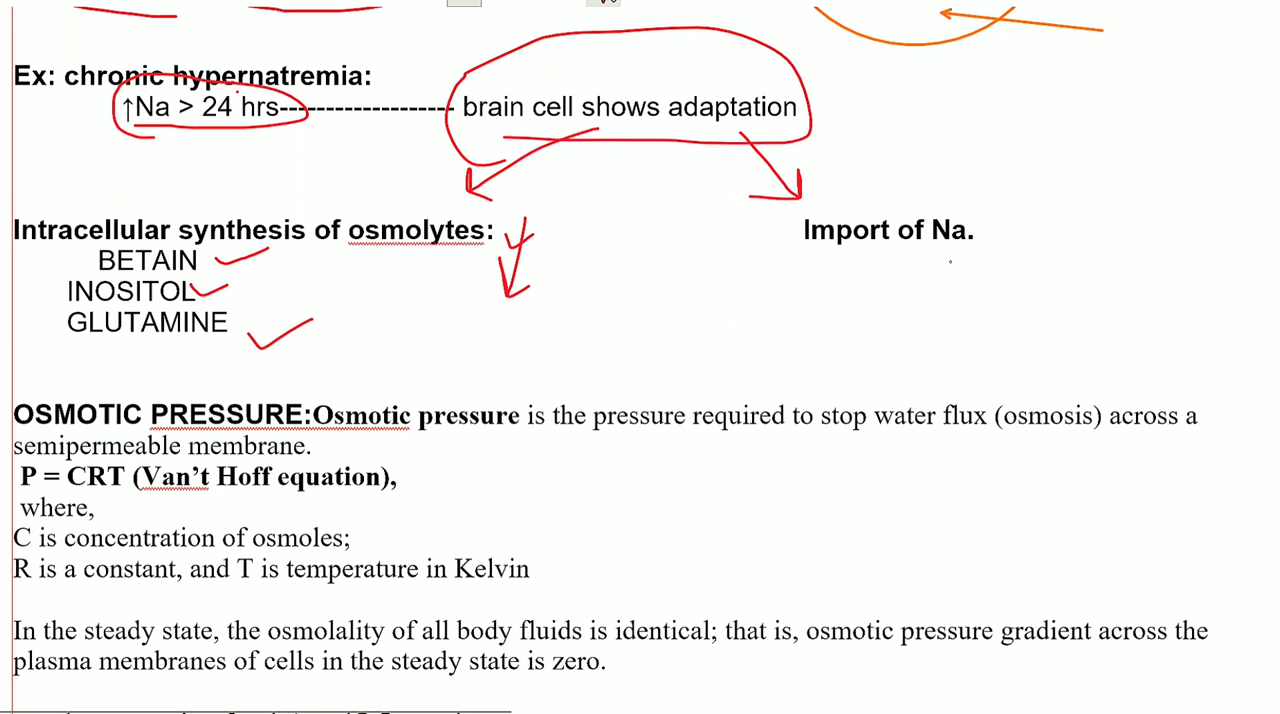 Ex: chronic hypernatremia:
↑Na > 24 hrs------------------- brain cell shows adaptation
Intracellular synthesis of osmolytes: Import of Na.
BETAIN
INOSITOL
GLUTAMINE
OSMOTIC PRESSURE:Osmotic pressure is the pressure required to stop water flux (osmosis) across a
semipermeable membrane.
P = CRT (Van’t Hoff equation),
where,
C is concentration of osmoles;
R is a constant, and T is temperature in Kelvin
In the steady state, the osmolality of all body fluids is identical; that is, osmotic pressure gradient across the
plasma membranes of cells in the steady state is zero.